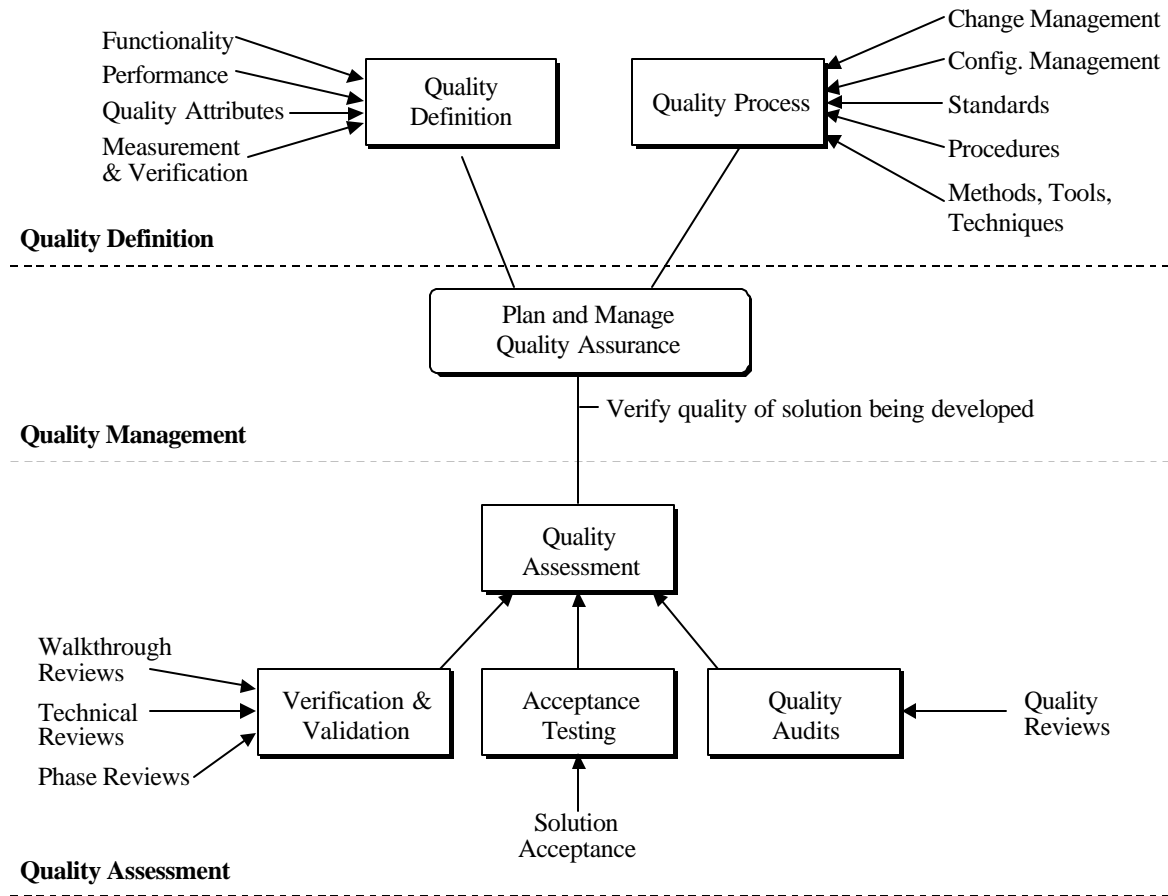 Functionality
Performance
Quality Attributes
Measurement
& Verification
Quality
Definition
Quality Process
Change Management
Config. Management
Standards
Procedures
Methods, Tools,
Techniques
Quality Definition
Plan and Manage
Quality Assurance
Verify quality of solution being developed
Quality Management
Quality
Assessment
Walkthrough
Reviews
Technical
Reviews
Phase Reviews
Verification &
Validation
Acceptance
Testing
Quality
Audits
Quality
Reviews
Solution
Acceptance
Quality Assessment